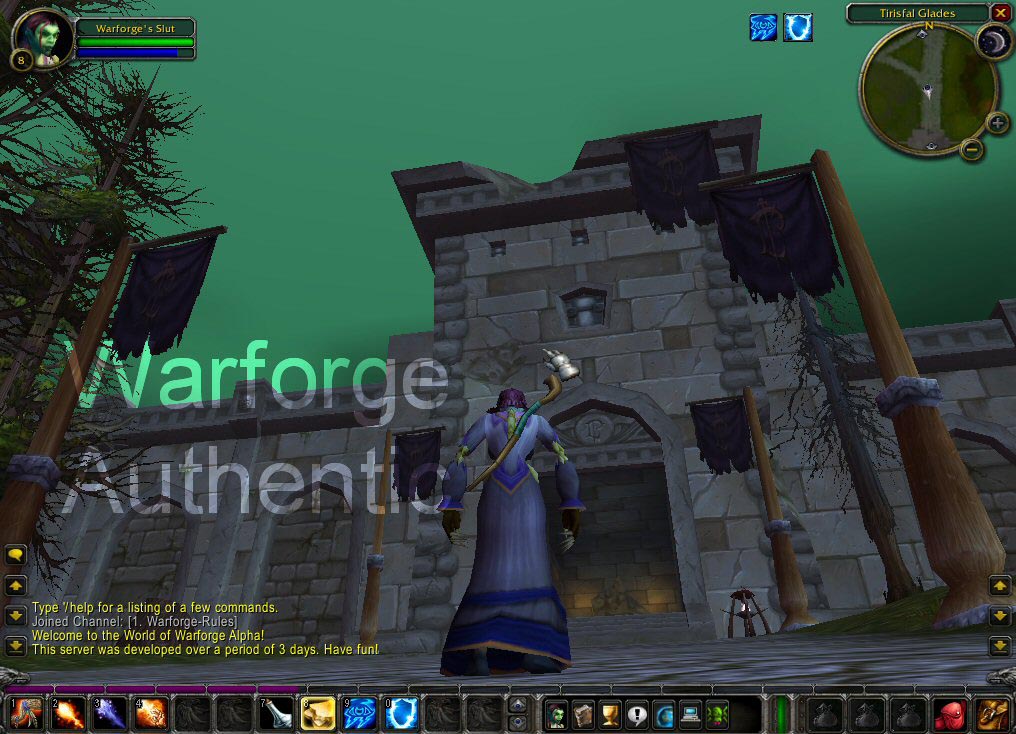 Warforge's Slut
8
Tirisfal Glades
N
Warforge
Authentic
Type '/help for a listing of a few commands.
Joined Channel: [1. Warforge-Rules]
Welcome to the World of Warforge Alpha!
This server was developed over a period of 3 days. Have fun!
1 2 3 4 7 8 9 0